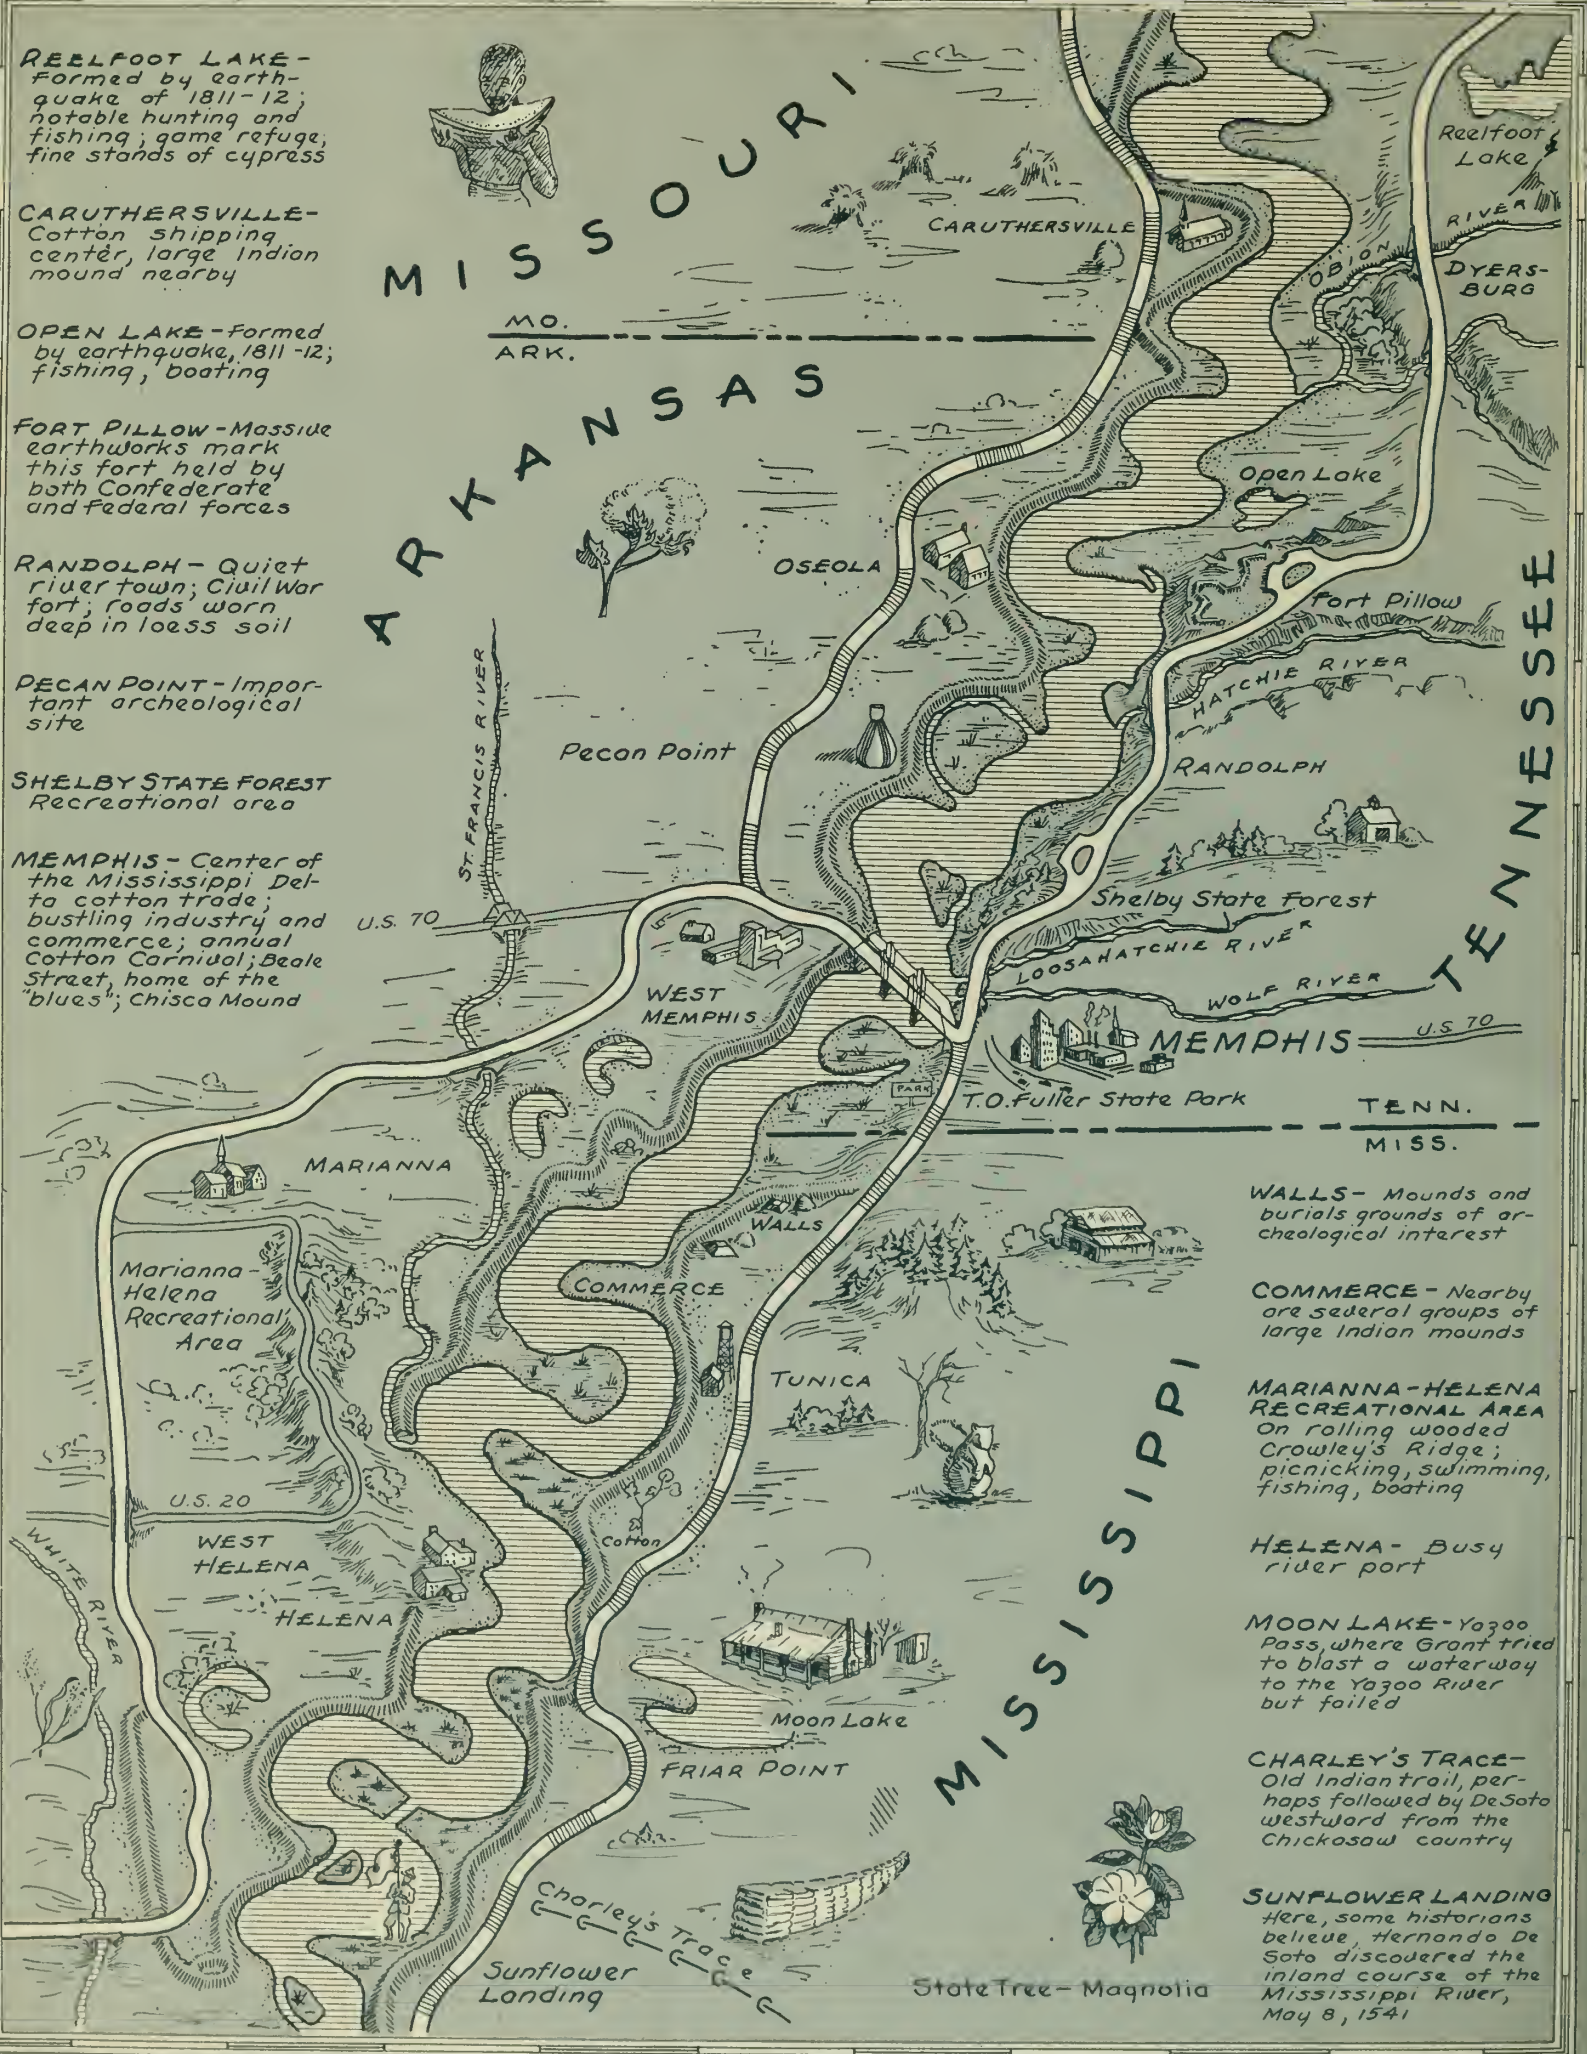 REELFOOT LAKE-
Formed by earth-
quake of 1811-12;
notable hunting and
fishing; game refuge;
fine stands of cypress
CARUTHERSVILLE-
Cotton shipping
center, large Indian
mound nearby
OPEN LAKE-Formed
by earthquake, 1811-12;
fishing, boating
FORT PILLOW-Massive
earthworks mark
this fort held by
both Confederate
and Federal forces
RANDOLPH- Quiet
river town; Civil War
fort; roads worn
deep in loess soil
PECAN POINT-Impor-
tant archeological
site
SHELBY STATE FOREST
Recreational area
MEMPHIS- Center of
the Mississippi Del-
ta cotton trade;
bustling industry and
commerce; annual
Cotton Carnival; Beale
Street, home of the
"blues"; Chisca Mound
MISSOURI
CARUTHERSVILLE
MO.
ARK.
ARKANSAS
Reelfoot
Lake
OBION RIVER
DYERS-
BURG
Open Lake
OSEOLA
Fort Pillow
HATCHIE RIVER
TENNESSEE
ST. FRANCIS RIVER
Pecan Point
RANDOLPH
Shelby State Forest
U.S. 70
LOOSAHATCHIE RIVER
WOLF RIVER
WEST
MEMPHIS
MEMPHIS
U.S. 70
PARK
T.O. Fuller State Park
TENN.
MISS.
MARIANNA
WALLS
Marianna-
Helena
Recreational
Area
COMMERCE
TUNICA
U.S. 20
WEST
HELENA
Cotton
WHITE RIVER
HELENA
MISSISSIPPI
Moon Lake
FRIAR POINT
Charley's Trace
Sunflower
Landing
State Tree- Magnolia
WALLS- Mounds and
burials grounds of ar-
cheological interest
COMMERCE- Nearby
are several groups of
large Indian mounds
MARIANNA-HELENA
RECREATIONAL AREA
On rolling wooded
Crowley's Ridge;
picnicking, swimming,
fishing, boating
HELENA- Busy
river port
MOON LAKE-Yazoo
Pass, where Grant tried
to blast a waterway
to the Yazoo River
but failed
CHARLEY'S TRACE-
Old Indian trail, per-
haps followed by DeSoto
westward from the
Chickasaw country
SUNFLOWER LANDING
Here, some historians
believe, Hernando De
Soto discovered the
inland course of the
Mississippi River,
May 8, 1541